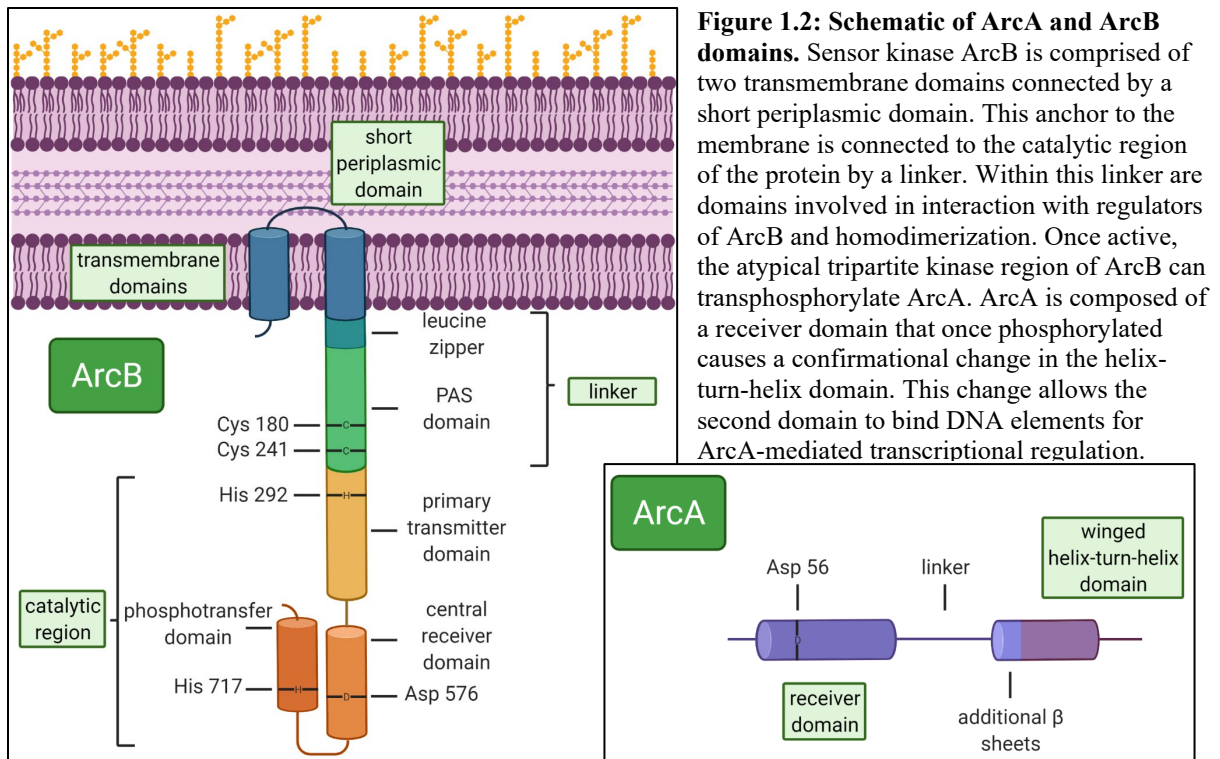 Figure 1.2: Schematic of ArcA and ArcB
domains. Sensor kinase ArcB is comprised of
two transmembrane domains connected by a
short periplasmic domain. This anchor to the
membrane is connected to the catalytic region
of the protein by a linker. Within this linker are
domains involved in interaction with regulators
of ArcB and homodimerization. Once active,
the atypical tripartite kinase region of ArcB can
transphosphorylate ArcA. ArcA is composed of
a receiver domain that once phosphorylated
causes a confirmational change in the helix-
turn-helix domain. This change allows the
second domain to bind DNA elements for
ArcA-mediated transcriptional regulation.
short
periplasmic
domain
transmembrane
domains
ArcB
leucine
zipper
PAS
domain
linker
Cys 180
C
Cys 241
C
His 292
H
primary
transmitter
domain
catalytic
region
phosphotransfer
domain
central
receiver
domain
His 717
H
D
Asp 576
ArcA
winged
helix-turn-helix
domain
Asp 56
linker
D
receiver
domain
additional β
sheets